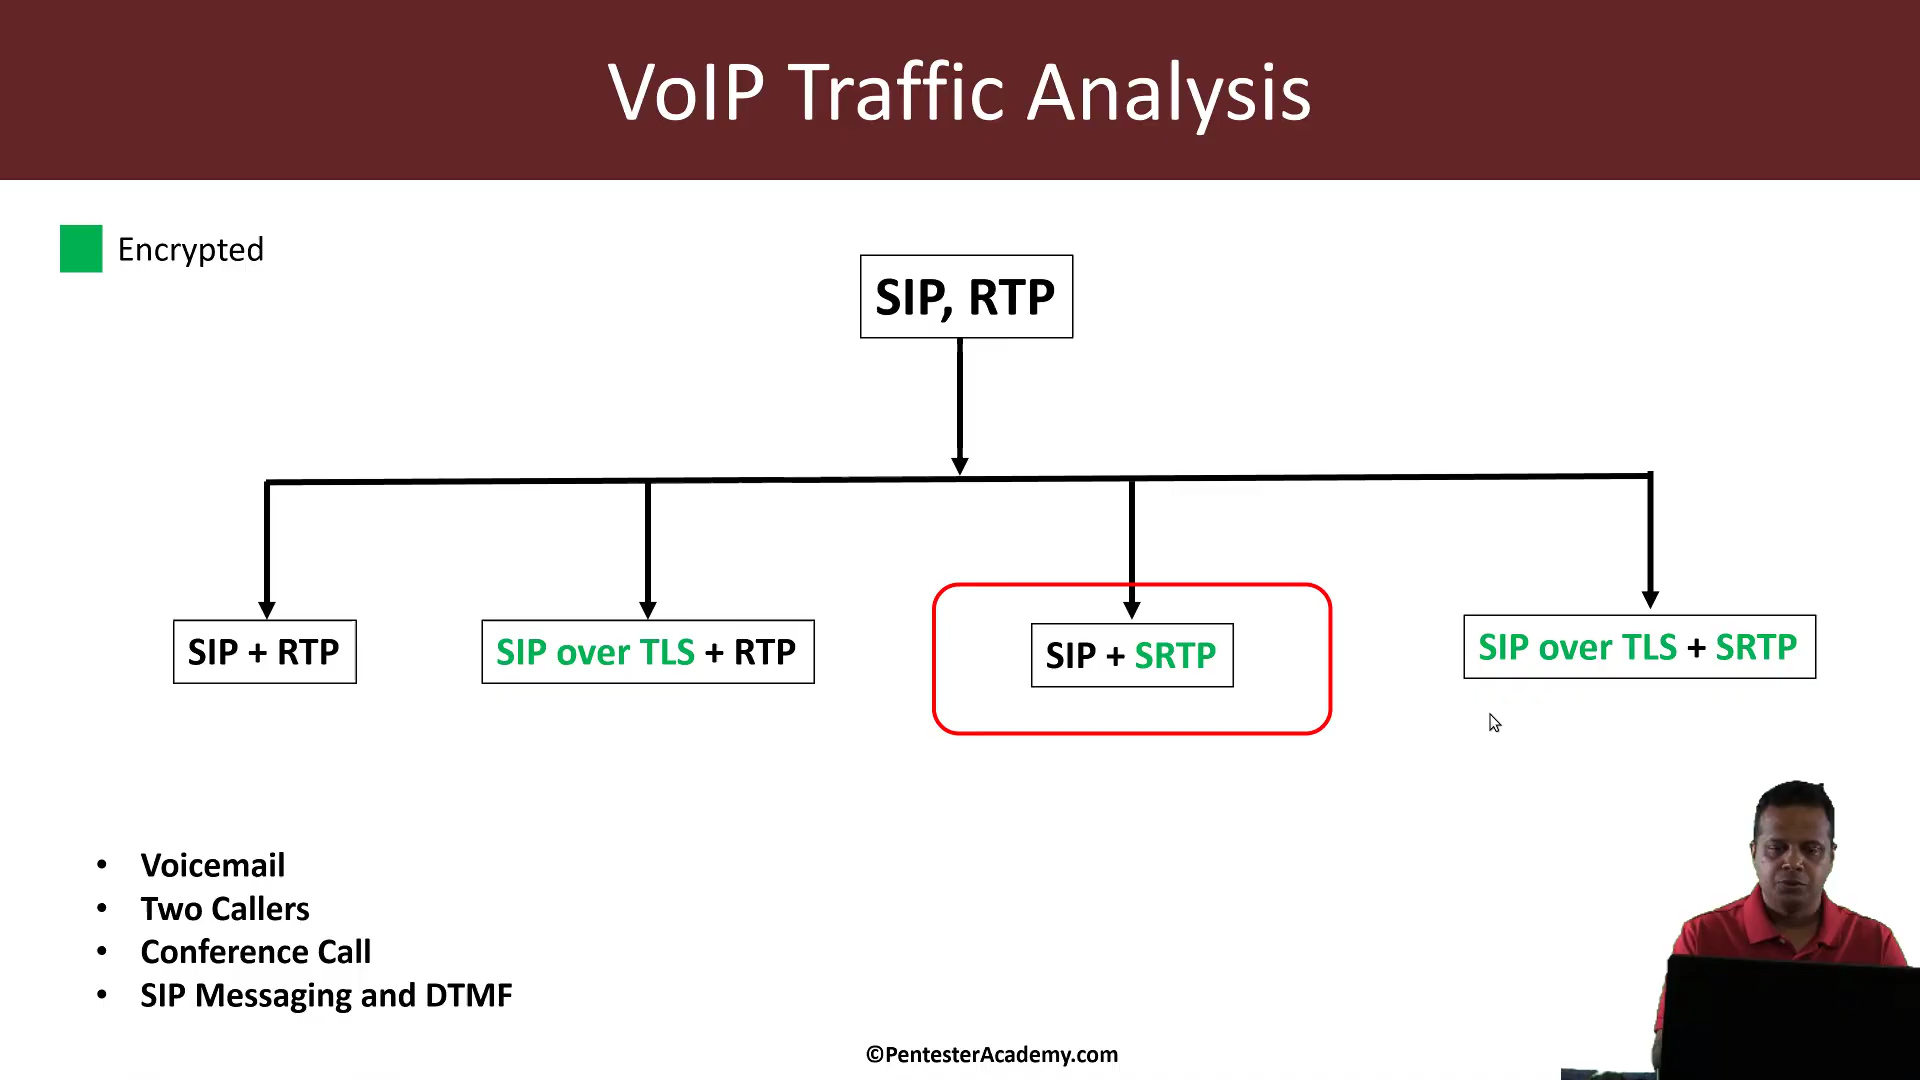 VoIP Traffic Analysis
Encrypted
SIP, RTP
SIP + RTP
SIP over TLS + RTP
SIP + SRTP
SIP over TLS + SRTP
• Voicemail
• Two Callers
• Conference Call
• SIP Messaging and DTMF
©PentesterAcademy.com